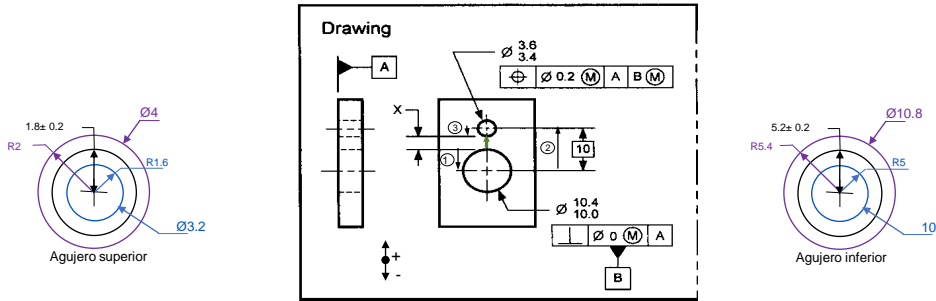 Drawing
A
Ø 3.6
3.4
⌖ Ø 0.2 Ⓜ A B Ⓜ
X
③
①
②
10
Ø 10.4
10.0
⊥ Ø 0 Ⓜ A
B
+
-
Ø4
1.8± 0.2
R2
R1.6
Ø3.2
Agujero superior
Ø10.8
5.2± 0.2
R5.4
R5
10
Agujero inferior